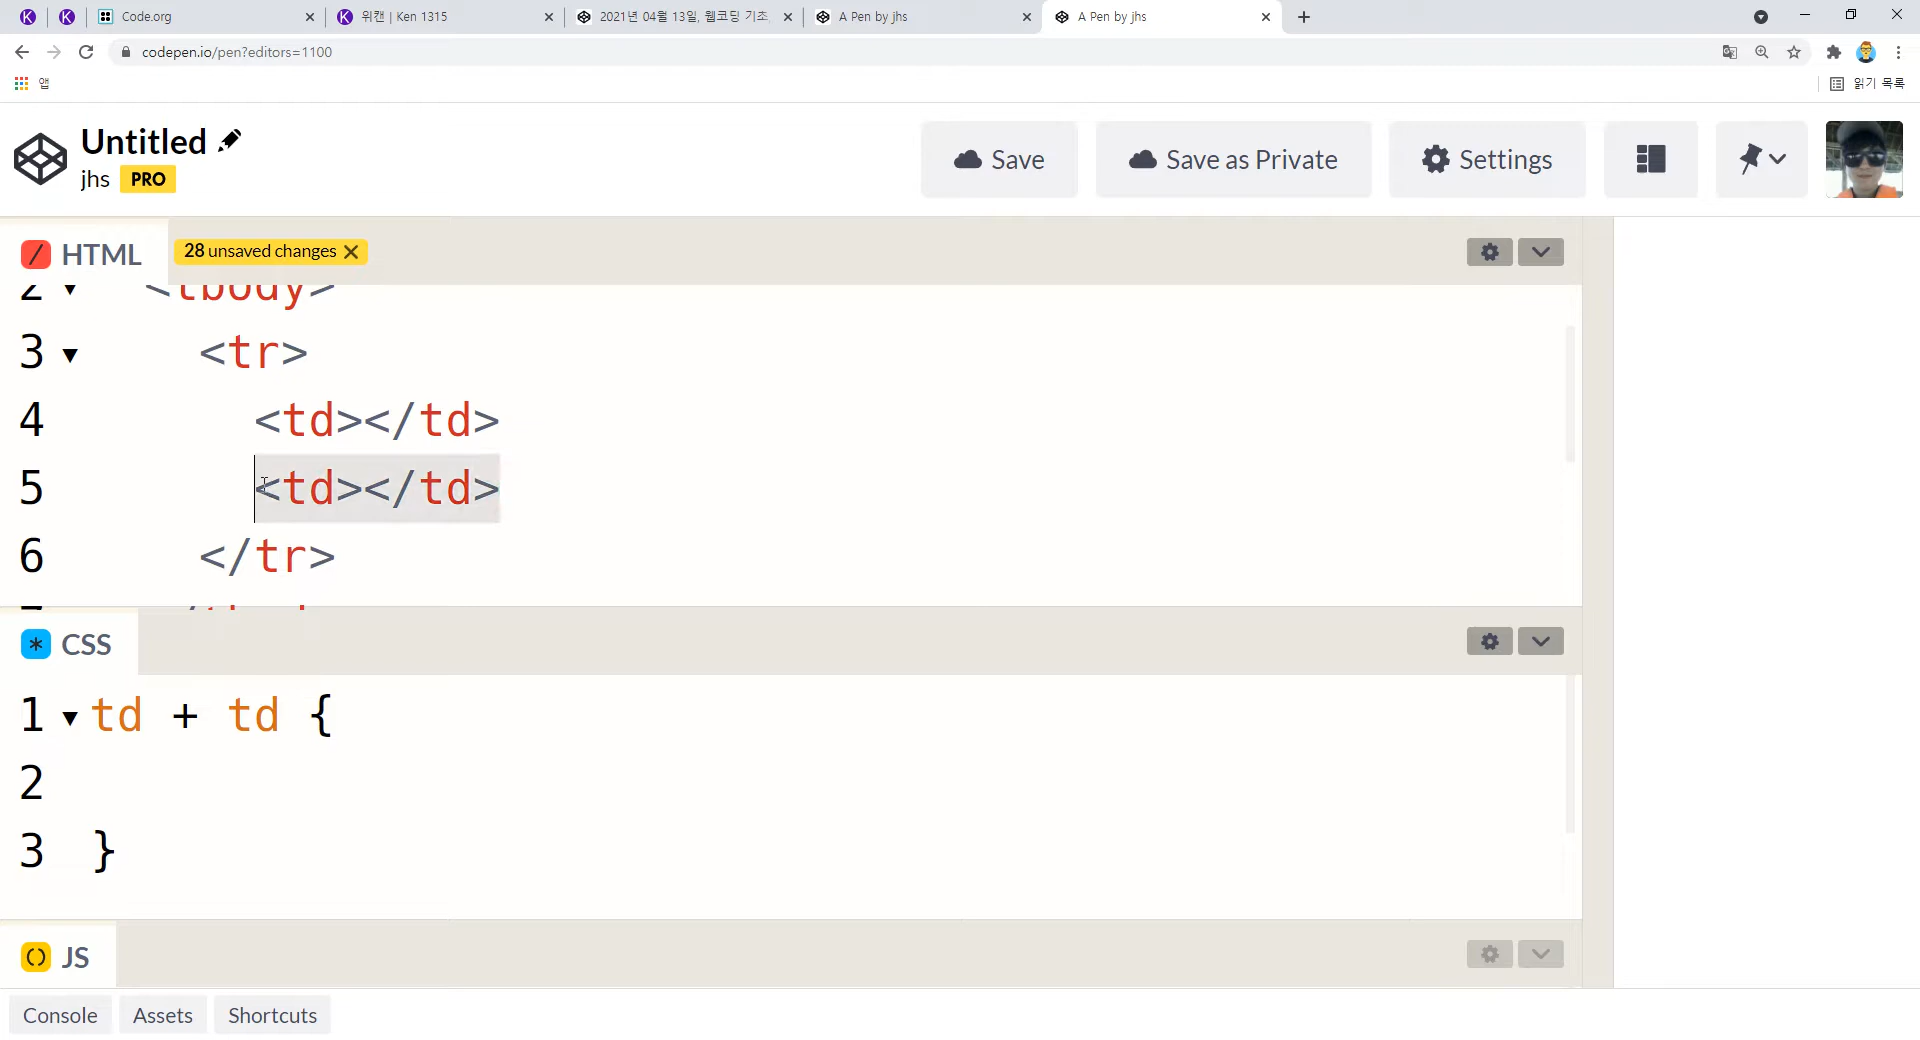 Code.org
위캔 | Ken 1315
2021년 04월 13일, 웹코딩 기초
A Pen by jhs
A Pen by jhs
codepen.io/pen?editors=1100
앱
읽기 목록
Untitled
jhs PRO
Save
Save as Private
Settings
HTML
28 unsaved changes
2 <tbody>
3 <tr>
4 <td></td>
5 <td></td>
6 </tr>
CSS
1 td + td {
2
3 }
JS
Console
Assets
Shortcuts